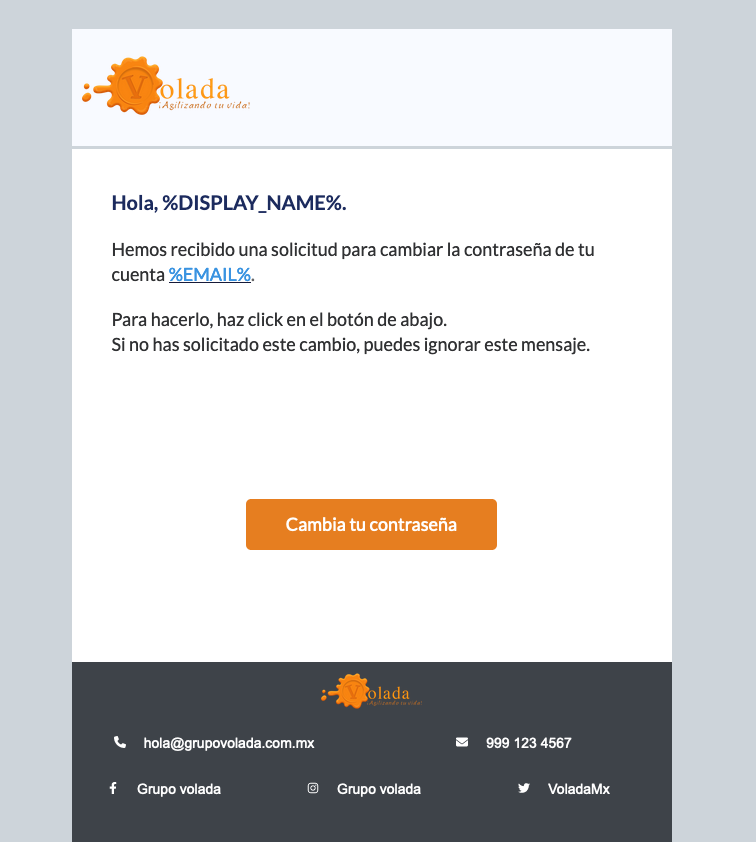 Volada
¡Agilizando tu vida!
Hola, %DISPLAY_NAME%.
Hemos recibido una solicitud para cambiar la contraseña de tu
cuenta %EMAIL%.
Para hacerlo, haz click en el botón de abajo.
Si no has solicitado este cambio, puedes ignorar este mensaje.
Cambia tu contraseña
Volada
¡Agilizando tu vida!
hola@grupovolada.com.mx
999 123 4567
Grupo volada
Grupo volada
VoladaMx